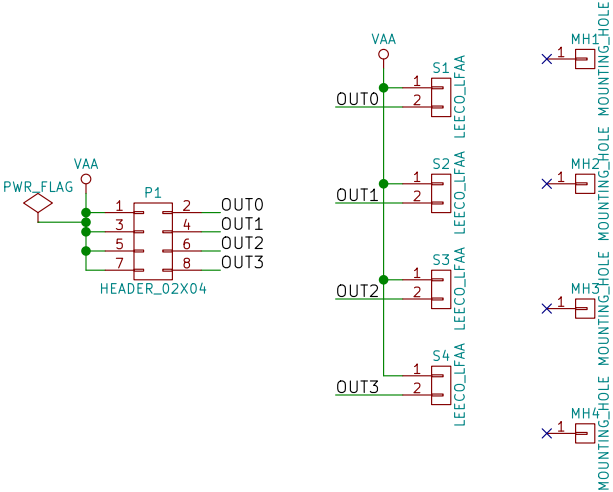 VAA
PWR_FLAG
P1
1 2 OUT0
3 4 OUT1
5 6 OUT2
7 8 OUT3
HEADER_02X04
VAA
S1
1
OUT0 2
LEECO_LFAA
S2
1
OUT1 2
LEECO_LFAA
S3
1
OUT2 2
LEECO_LFAA
S4
1
OUT3 2
LEECO_LFAA
MH1
1
MOUNTING_HOLE
MH2
1
MOUNTING_HOLE
MH3
1
MOUNTING_HOLE
MH4
1
MOUNTING_HOLE